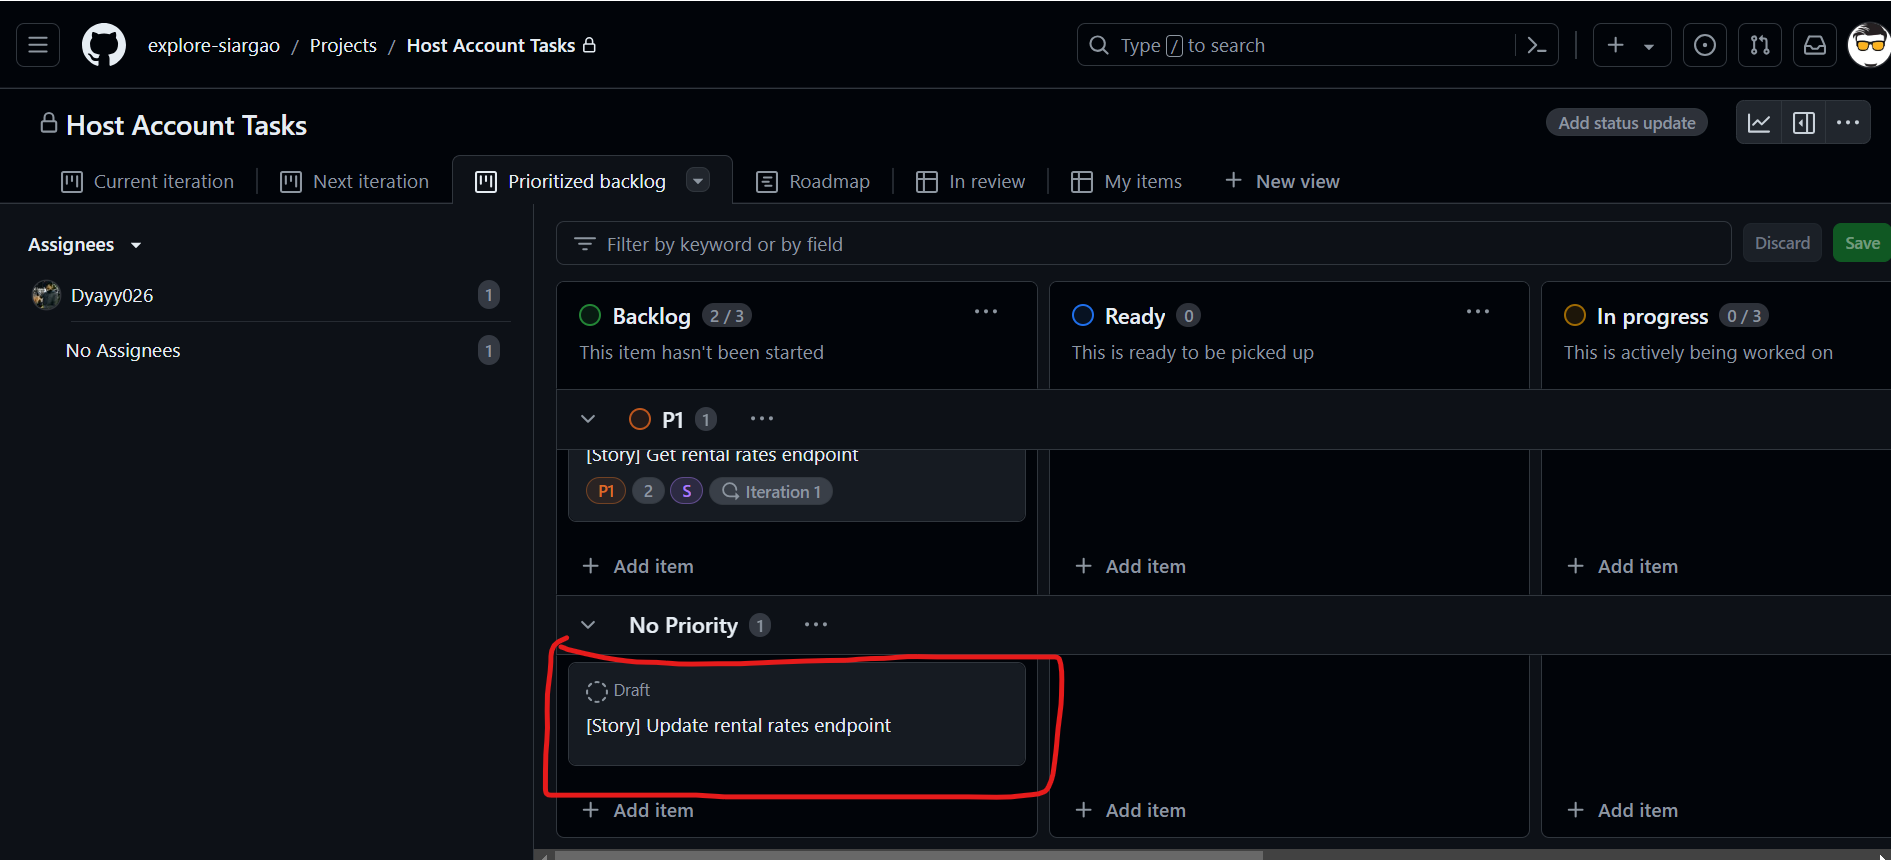 explore-siargao / Projects / Host Account Tasks
Type / to search
Host Account Tasks
Add status update
Current iteration
Next iteration
Prioritized backlog
Roadmap
In review
My items
New view
Assignees
Dyayy026 1
No Assignees 1
Filter by keyword or by field
Discard
Save
Backlog 2 / 3
This item hasn't been started
Ready 0
This is ready to be picked up
In progress 0 / 3
This is actively being worked on
P1 1
[Story] Get rental rates endpoint
P1 2 S Iteration 1
Add item
Add item
Add item
No Priority 1
Draft
[Story] Update rental rates endpoint
Add item
Add item
Add item